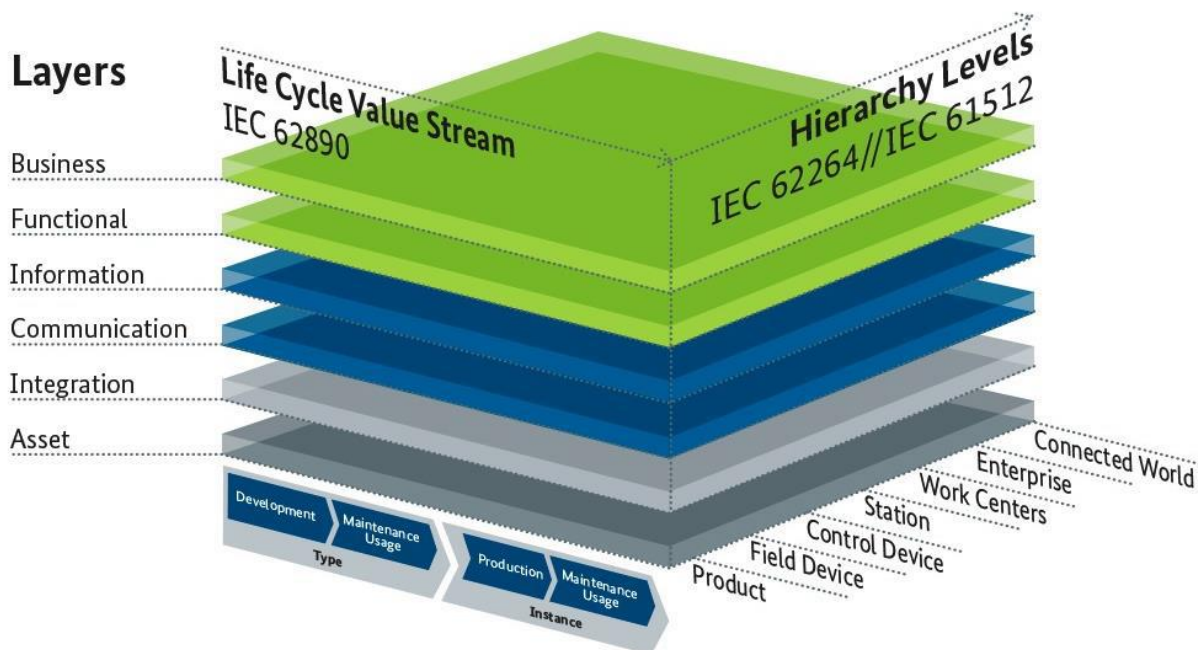 Layers
Life Cycle Value Stream
IEC 62890
Hierarchy Levels
IEC 62264//IEC 61512
Business
Functional
Information
Communication
Integration
Asset
Development
Maintenance
Usage
Type
Production
Maintenance
Usage
Instance
Product
Field Device
Control Device
Station
Work Centers
Enterprise
Connected World